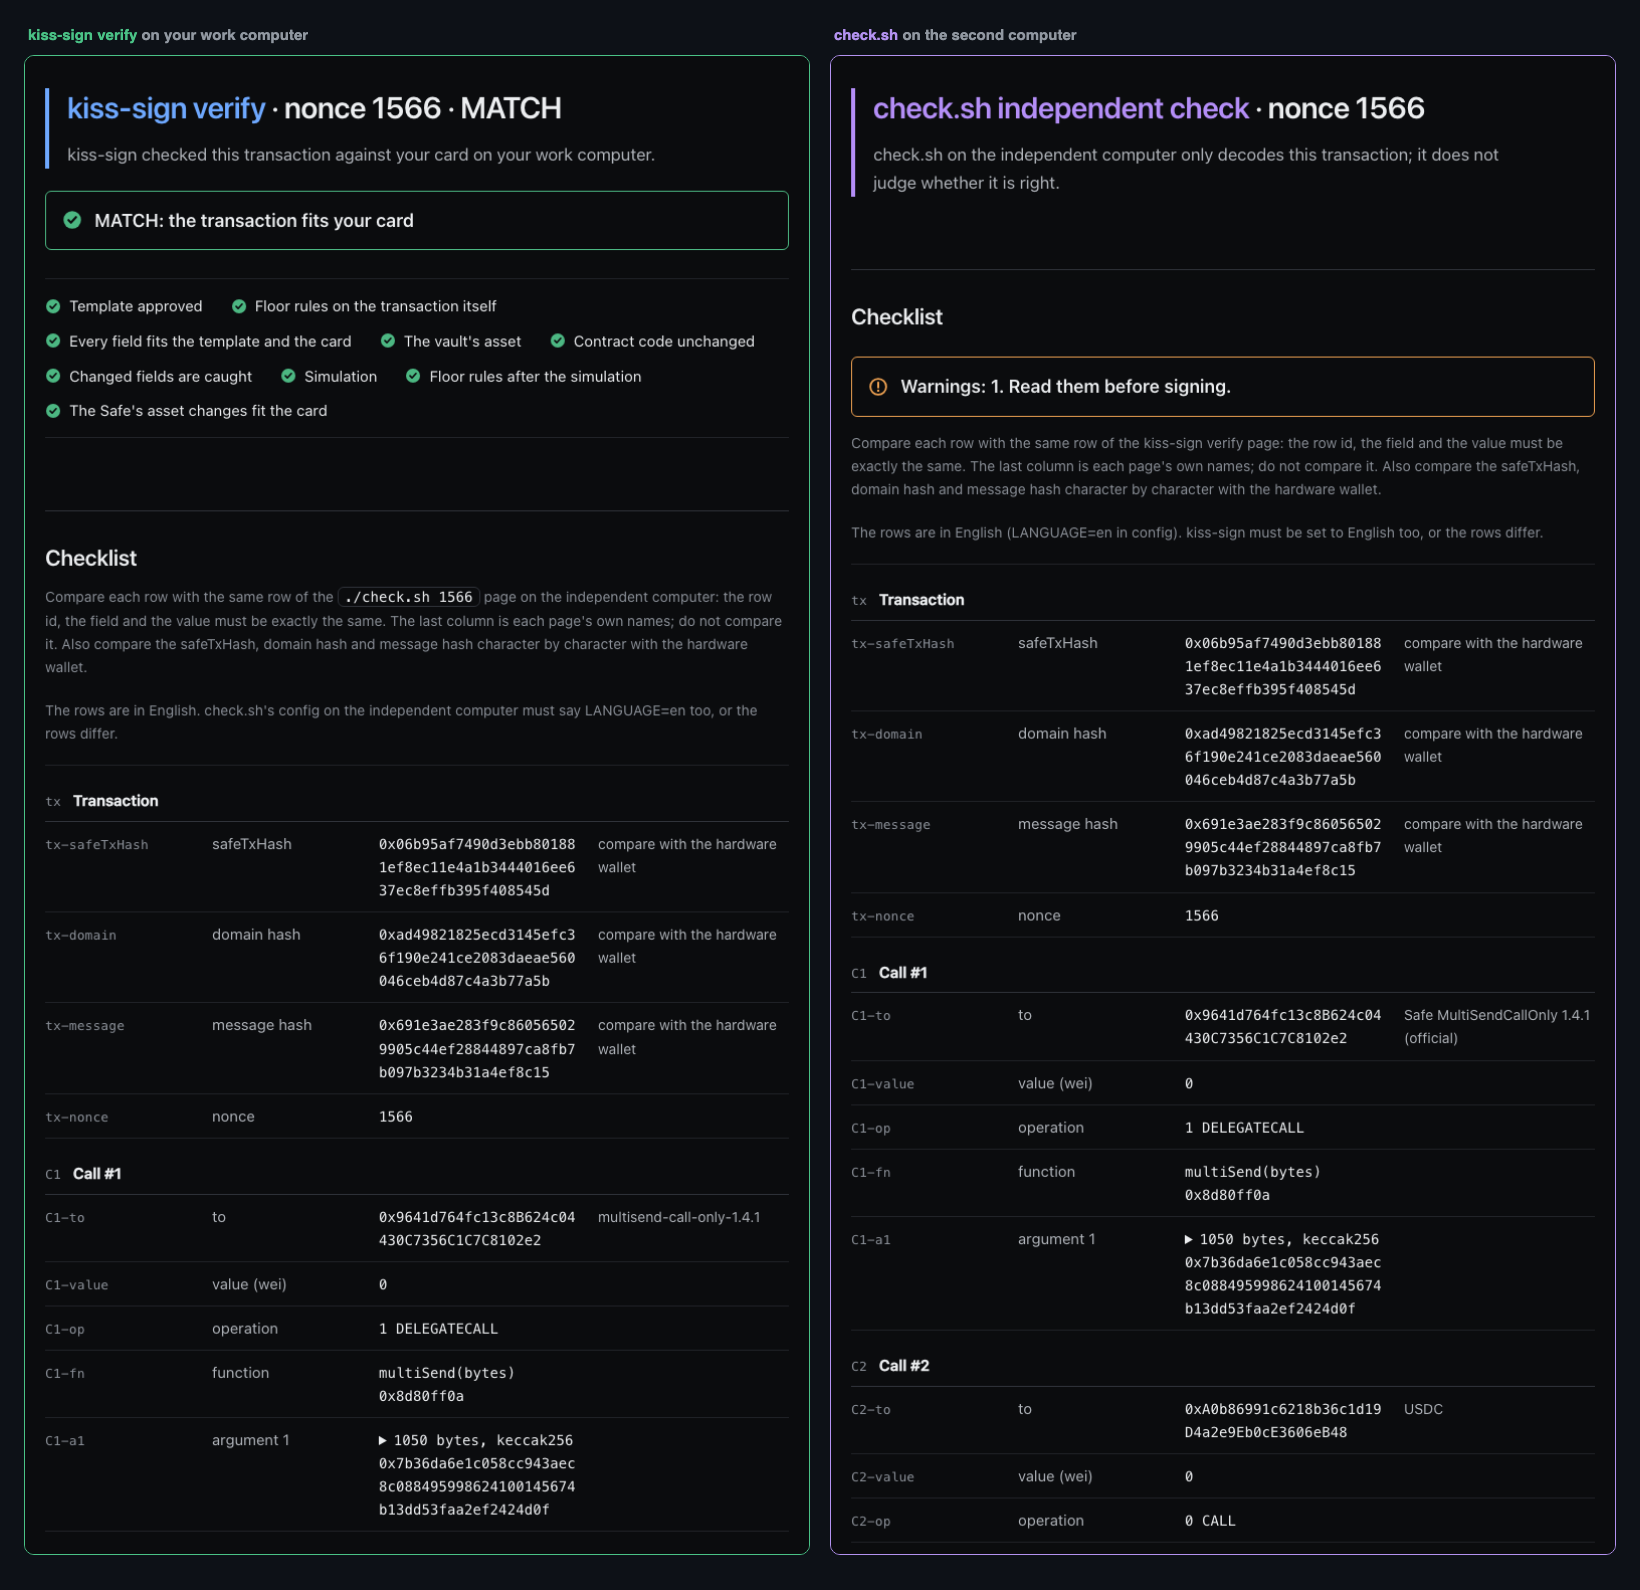 kiss-sign verify on your work computer
kiss-sign verify · nonce 1566 · MATCH
kiss-sign checked this transaction against your card on your work computer.
MATCH: the transaction fits your card
Template approved
Floor rules on the transaction itself
Every field fits the template and the card
The vault's asset
Contract code unchanged
Changed fields are caught
Simulation
Floor rules after the simulation
The Safe's asset changes fit the card
Checklist
Compare each row with the same row of the ./check.sh 1566 page on the independent computer: the row
id, the field and the value must be exactly the same. The last column is each page's own names; do not compare
it. Also compare the safeTxHash, domain hash and message hash character by character with the hardware
wallet.
The rows are in English. check.sh's config on the independent computer must say LANGUAGE=en too, or the
rows differ.
tx Transaction
tx-safeTxHash safeTxHash 0x06b95af7490d3ebb80188 compare with the hardware
1ef8ec11e4a1b3444016ee6 wallet
37ec8effb395f408545d
tx-domain domain hash 0xad49821825ecd3145efc3 compare with the hardware
6f190e241ce2083daeae560 wallet
046ceb4d87c4a3b77a5b
tx-message message hash 0x691e3ae283f9c86056502 compare with the hardware
9905c44ef28844897ca8fb7 wallet
b097b3234b31a4ef8c15
tx-nonce nonce 1566
C1 Call #1
C1-to to 0x9641d764fc13c8B624c04 multisend-call-only-1.4.1
430C7356C1C7C8102e2
C1-value value (wei) 0
C1-op operation 1 DELEGATECALL
C1-fn function multiSend(bytes)
0x8d80ff0a
C1-a1 argument 1 ▶ 1050 bytes, keccak256
0x7b36da6e1c058cc943aec
8c088495998624100145674
b13dd53faa2ef2424d0f
check.sh on the second computer
check.sh independent check · nonce 1566
check.sh on the independent computer only decodes this transaction; it does not
judge whether it is right.
Checklist
Warnings: 1. Read them before signing.
Compare each row with the same row of the kiss-sign verify page: the row id, the field and the value must be
exactly the same. The last column is each page's own names; do not compare it. Also compare the safeTxHash,
domain hash and message hash character by character with the hardware wallet.
The rows are in English (LANGUAGE=en in config). kiss-sign must be set to English too, or the rows differ.
tx Transaction
tx-safeTxHash safeTxHash 0x06b95af7490d3ebb80188 compare with the hardware
1ef8ec11e4a1b3444016ee6 wallet
37ec8effb395f408545d
tx-domain domain hash 0xad49821825ecd3145efc3 compare with the hardware
6f190e241ce2083daeae560 wallet
046ceb4d87c4a3b77a5b
tx-message message hash 0x691e3ae283f9c86056502 compare with the hardware
9905c44ef28844897ca8fb7 wallet
b097b3234b31a4ef8c15
tx-nonce nonce 1566
C1 Call #1
C1-to to 0x9641d764fc13c8B624c04 Safe MultiSendCallOnly 1.4.1
430C7356C1C7C8102e2 (official)
C1-value value (wei) 0
C1-op operation 1 DELEGATECALL
C1-fn function multiSend(bytes)
0x8d80ff0a
C1-a1 argument 1 ▶ 1050 bytes, keccak256
0x7b36da6e1c058cc943aec
8c088495998624100145674
b13dd53faa2ef2424d0f
C2 Call #2
C2-to to 0xA0b86991c6218b36c1d19 USDC
D4a2e9Eb0cE3606eB48
C2-value value (wei) 0
C2-op operation 0 CALL